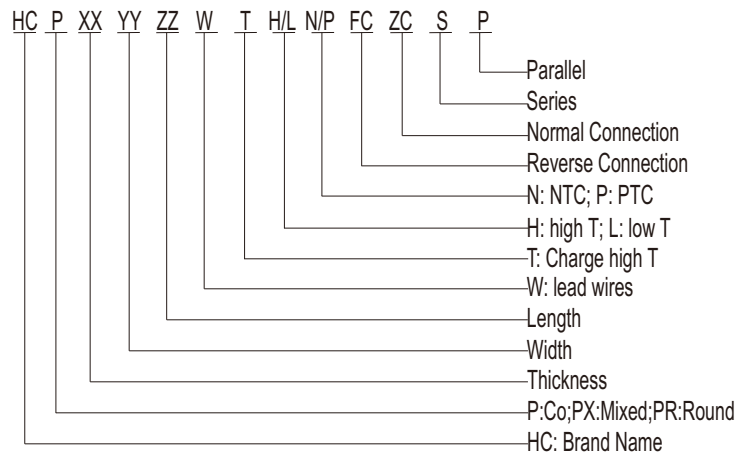 HC P XX YY ZZ W T H/L N/P FC ZC S P
Parallel
Series
Normal Connection
Reverse Connection
N: NTC; P: PTC
H: high T; L: low T
T: Charge high T
W: lead wires
Length
Width
Thickness
P:Co;PX:Mixed;PR:Round
HC: Brand Name